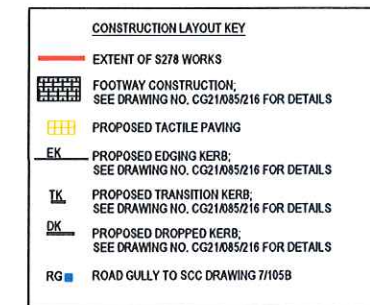 CONSTRUCTION LAYOUT KEY
EXTENT OF S278 WORKS
FOOTWAY CONSTRUCTION;
SEE DRAWING NO. CG21/085/216 FOR DETAILS
PROPOSED TACTILE PAVING
EK PROPOSED EDGING KERB;
SEE DRAWING NO. CG21/085/216 FOR DETAILS
TK PROPOSED TRANSITION KERB;
SEE DRAWING NO. CG21/085/216 FOR DETAILS
DK PROPOSED DROPPED KERB;
SEE DRAWING NO. CG21/085/216 FOR DETAILS
RG ROAD GULLY TO SCC DRAWING 7/105B